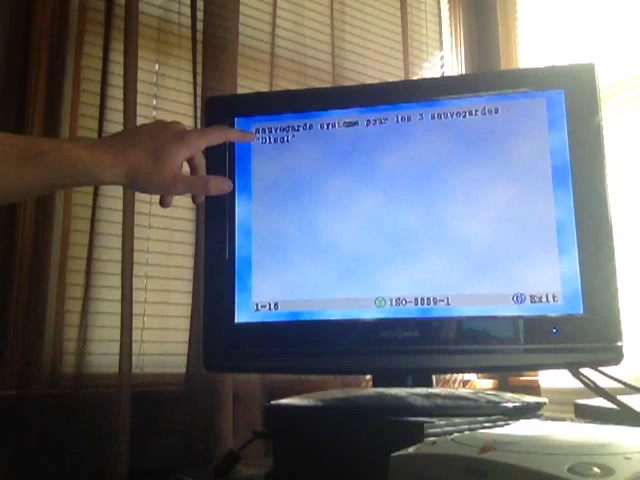 sauvegarde système pour les 3 sauvegardes
"Disc1"
1-16
ISO-8859-1
Exit